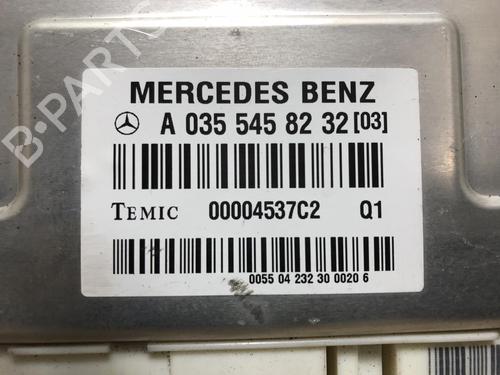 B-PARTS
MERCEDES BENZ
A 035 545 82 32 [03]
TEMIC 00004537C2 Q1
0055 04 232 30 0020 6